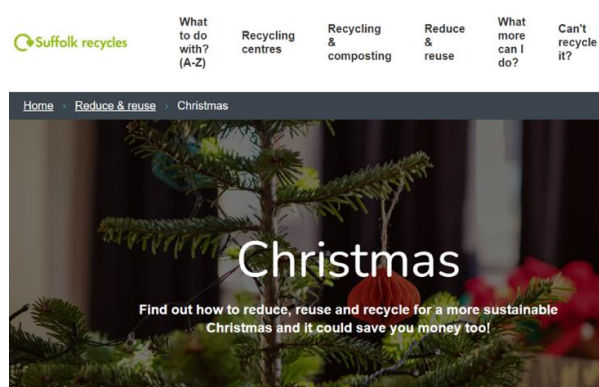 Suffolk recycles
What
to do
with?
(A-Z)
Recycling
centres
Recycling
&
composting
Reduce
&
reuse
What
more
can I
do?
Can't
recycle
it?
Home › Reduce & reuse › Christmas
Christmas
Find out how to reduce, reuse and recycle for a more sustainable
Christmas and it could save you money too!